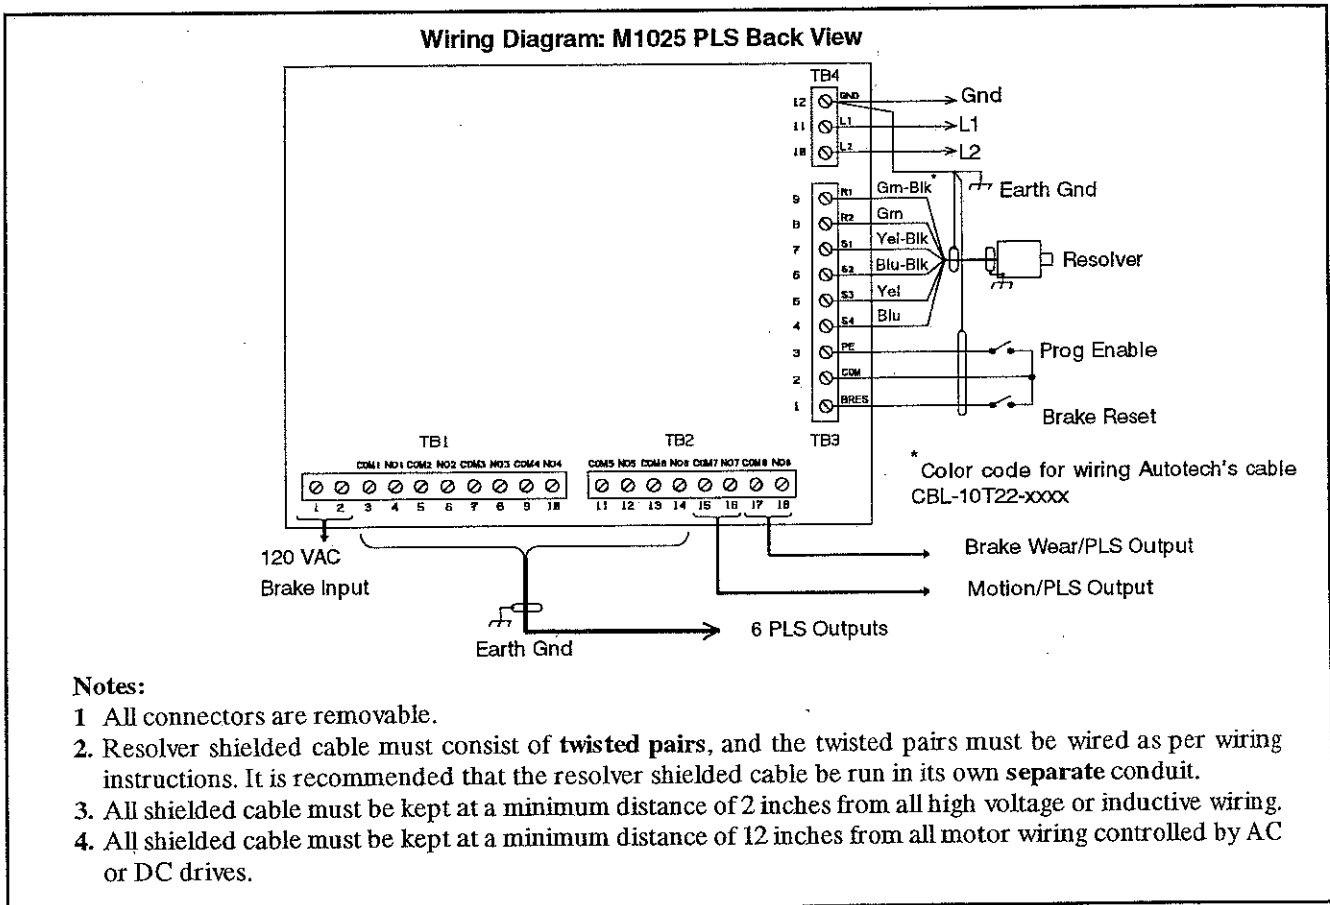 Wiring Diagram: M1025 PLS Back View
TB4
12 GND Gnd
11 L1 L1
10 L2 L2
Earth Gnd
9 R1 Grn-Blk*
8 R2 Grn
7 S1 Yel-Blk
6 S2 Blu-Blk
5 S3 Yel
4 S4 Blu
Resolver
3 PE Prog Enable
2 COM
1 BRES Brake Reset
TB3
TB1
COM1 NO1 COM2 NO2 COM3 NO3 COM4 NO4
1 2 3 4 5 6 7 8 9 10
TB2
COM5 NO5 COM6 NO6 COM7 NO7 COM8 NO8
11 12 13 14 15 16 17 18
*Color code for wiring Autotech's cable
CBL-10T22-xxxx
120 VAC
Brake Input
Brake Wear/PLS Output
Motion/PLS Output
6 PLS Outputs
Earth Gnd
Notes:
1 All connectors are removable.
2. Resolver shielded cable must consist of twisted pairs, and the twisted pairs must be wired as per wiring
instructions. It is recommended that the resolver shielded cable be run in its own separate conduit.
3. All shielded cable must be kept at a minimum distance of 2 inches from all high voltage or inductive wiring.
4. All shielded cable must be kept at a minimum distance of 12 inches from all motor wiring controlled by AC
or DC drives.